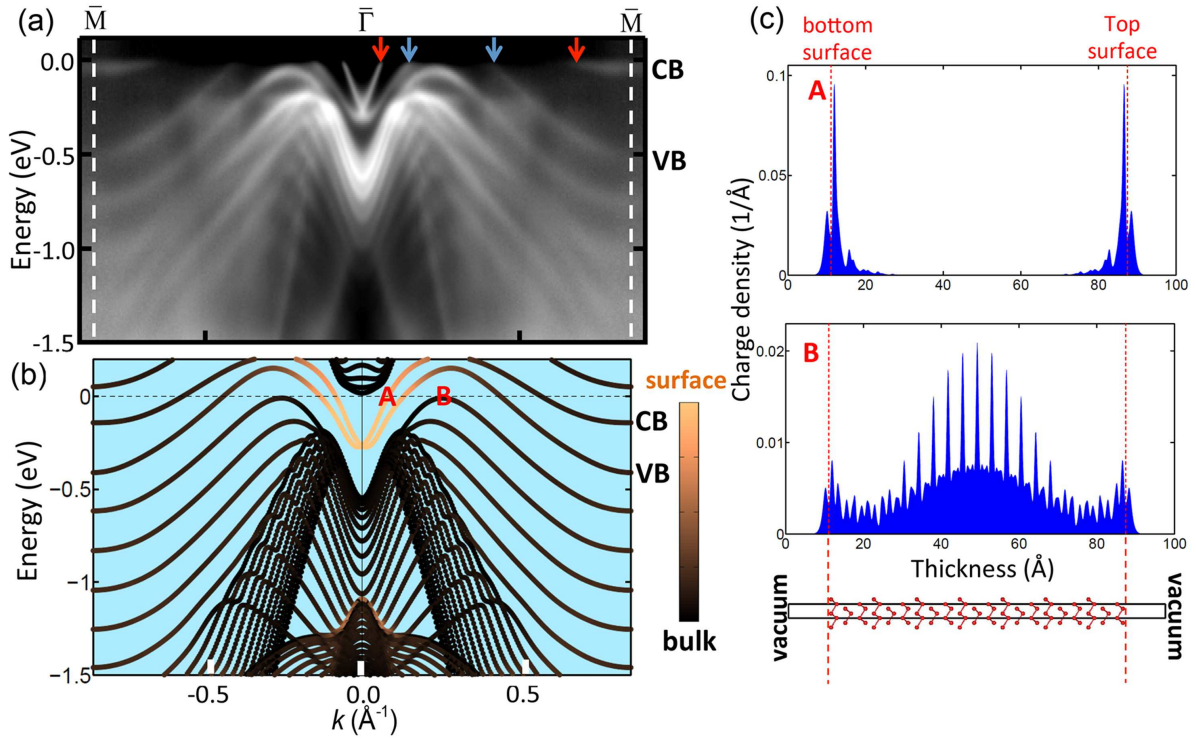 (a)
M̄
Γ̄
M̄
0.0
-0.5
-1.0
-1.5
Energy (eV)
CB
VB
(b)
0
−0.5
−1
−1.5
Energy (eV)
A
B
CB
VB
surface
bulk
-0.5
0.0
0.5
k (Å⁻¹)
(c)
bottom
surface
Top
surface
A
0.1
0.05
0
0
20
40
60
80
100
Charge density (1/Å)
B
0.02
0.01
0
0
20
40
60
80
100
Thickness (Å)
vacuum
vacuum